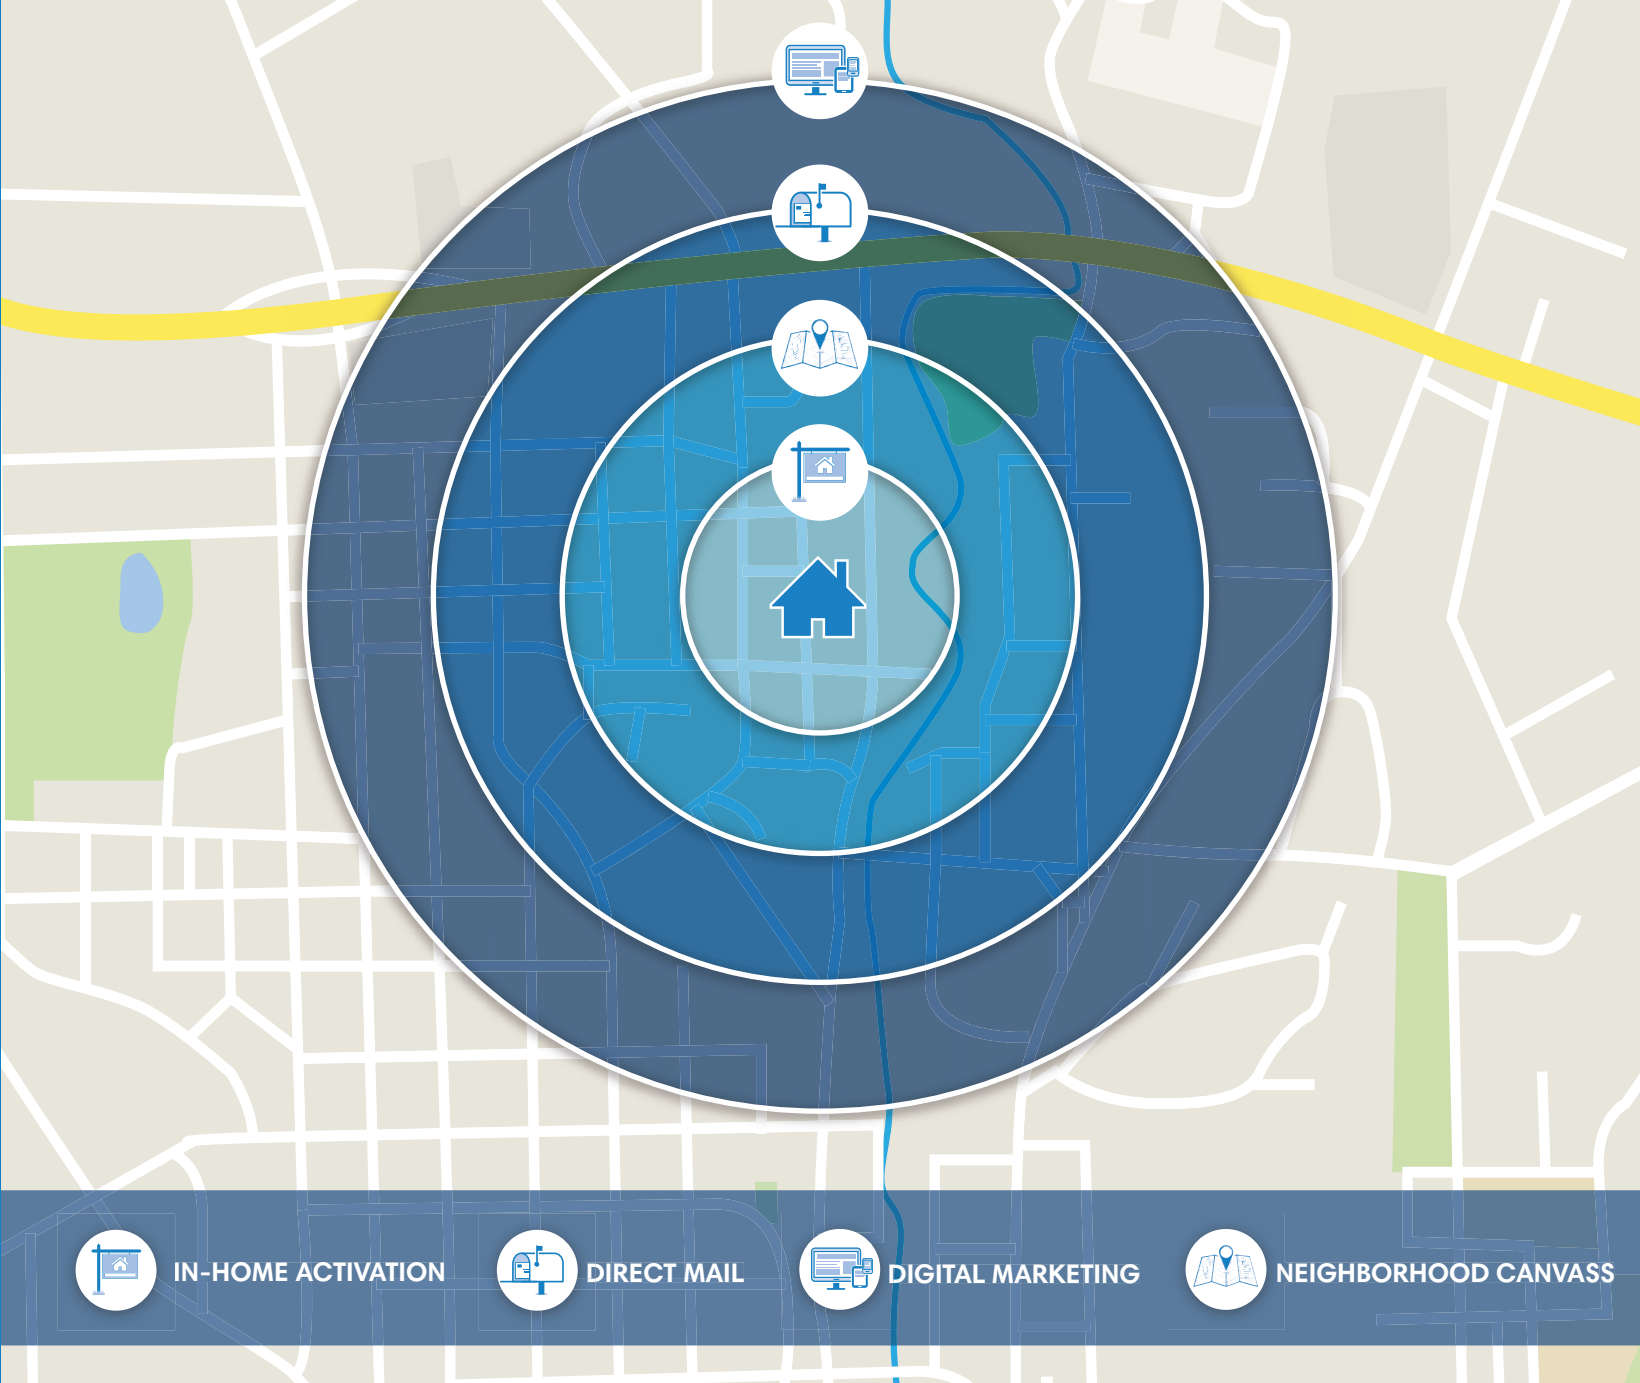 IN-HOME ACTIVATION
DIRECT MAIL
DIGITAL MARKETING
NEIGHBORHOOD CANVASS